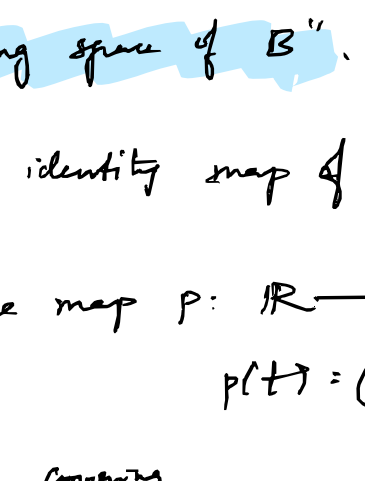 ng space of B".
identity map of
e map p: ℝ —
p(t) = (